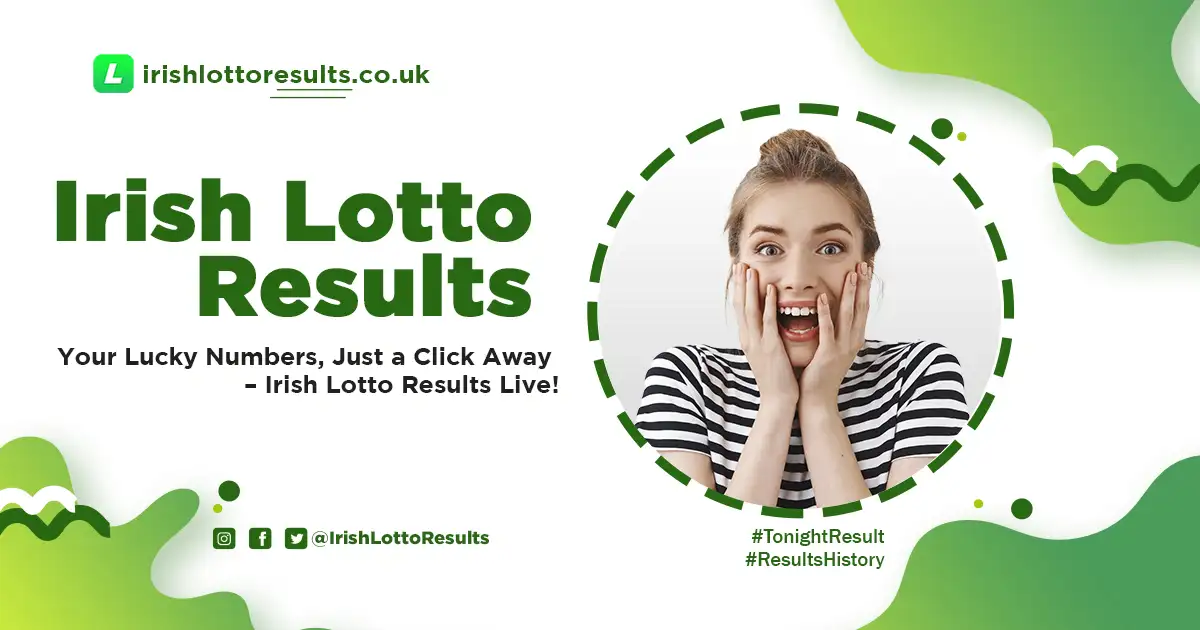 L irishlottoresults.co.uk
Irish Lotto
Results
Your Lucky Numbers, Just a Click Away
– Irish Lotto Results Live!
@IrishLottoResults
#TonightResult
#ResultsHistory